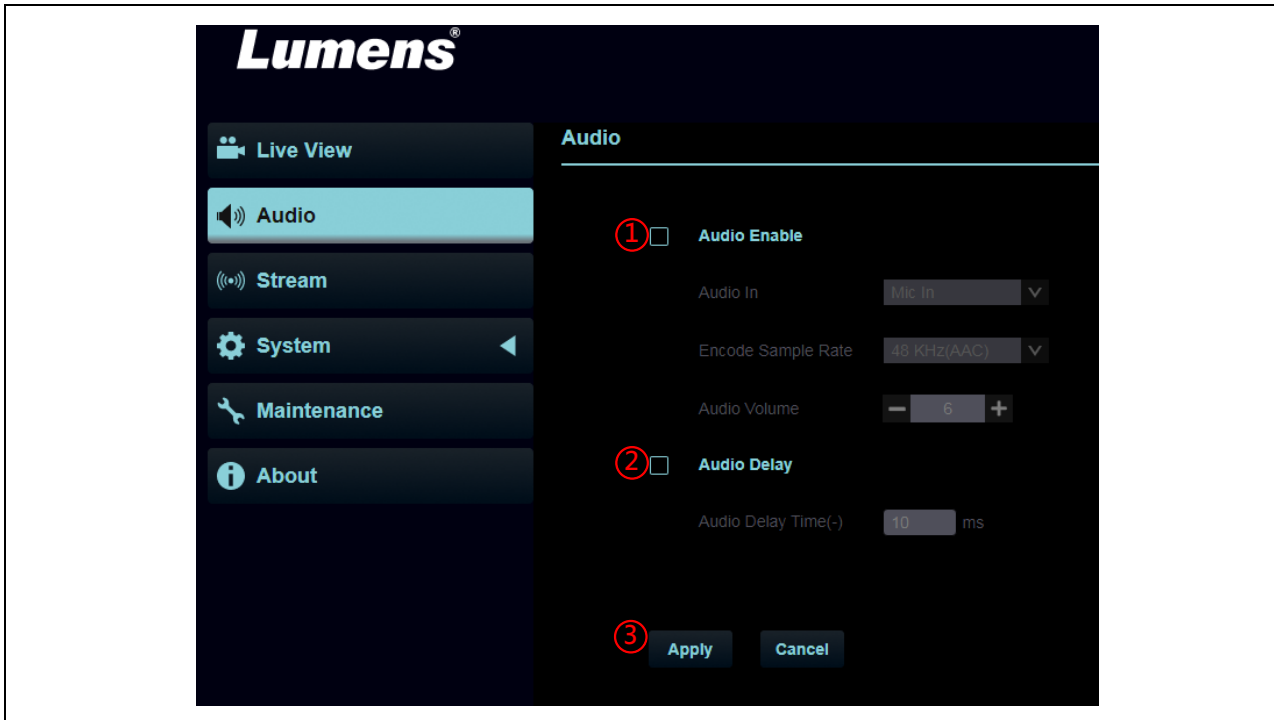 Lumens®
Live View
Audio
Stream
System
Maintenance
About
Audio
① Audio Enable
Audio In Mic In
Encode Sample Rate 48 KHz(AAC)
Audio Volume 6
② Audio Delay
Audio Delay Time(-) 10 ms
③ Apply Cancel